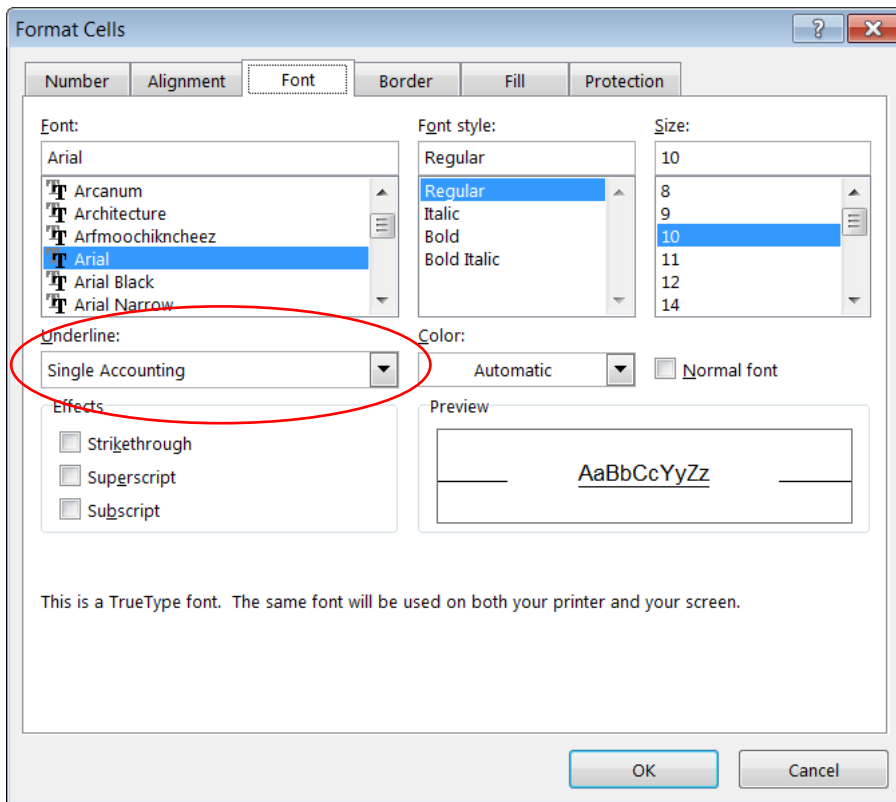 Format Cells
Number Alignment Font Border Fill Protection
Font: Font style: Size:
Arial Regular 10
Arcanum Regular 8
Architecture Italic 9
Arfmoochikncheez Bold 10
Arial Bold Italic 11
Arial Black 12
Arial Narrow 14
Underline: Color:
Single Accounting Automatic Normal font
Effects Preview
Strikethrough
AaBbCcYyZz
Superscript
Subscript
This is a TrueType font. The same font will be used on both your printer and your screen.
OK Cancel